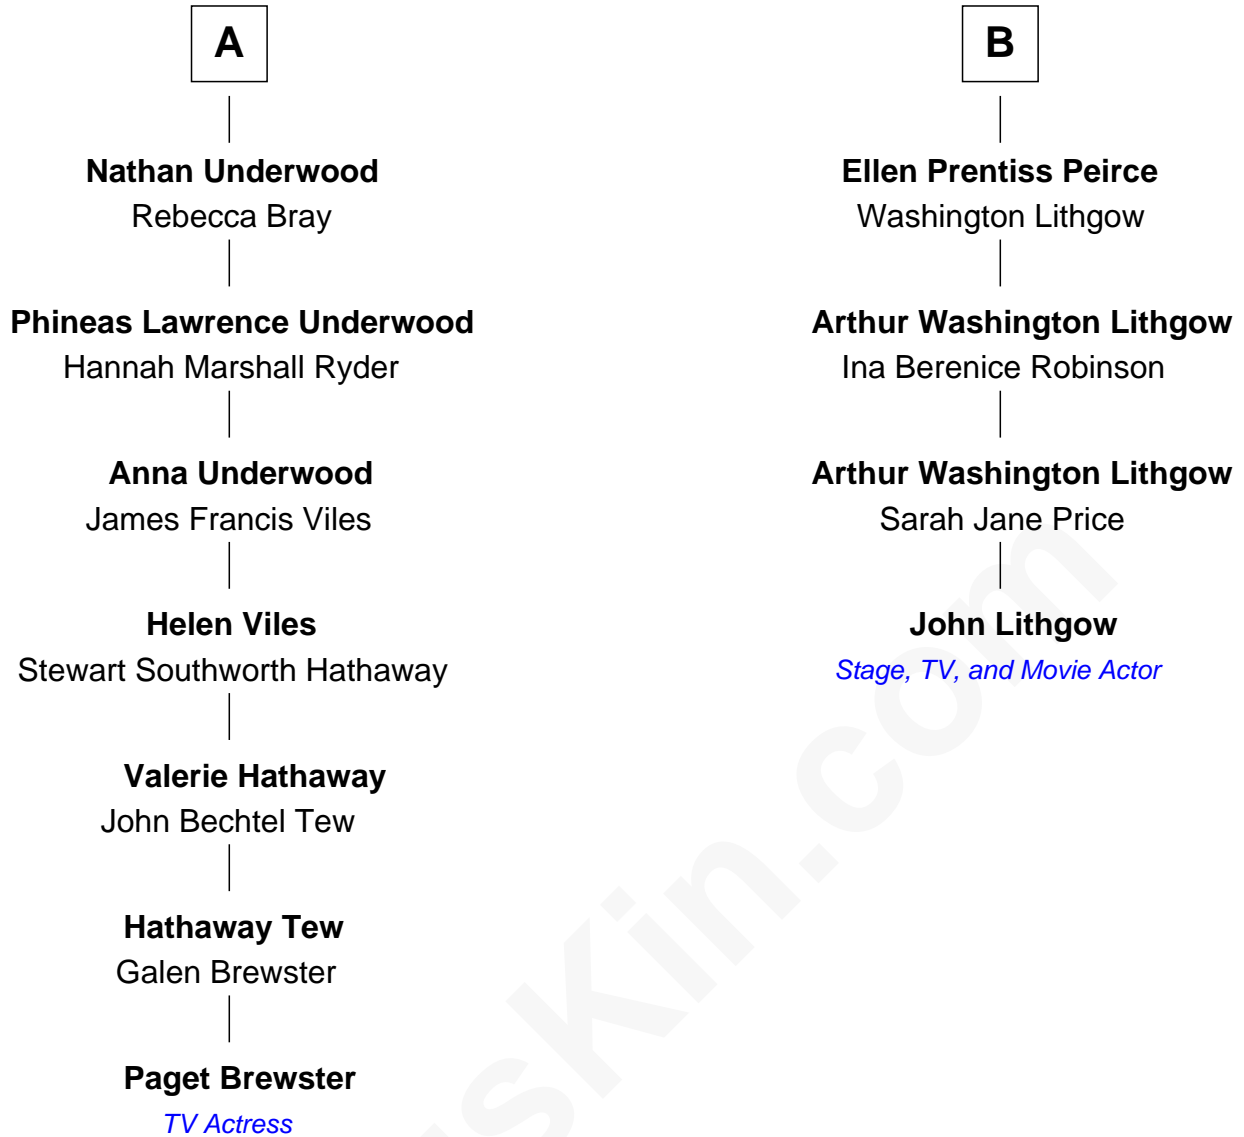 A
Nathan Underwood
Rebecca Bray
Phineas Lawrence Underwood
Hannah Marshall Ryder
Anna Underwood
James Francis Viles
Helen Viles
Stewart Southworth Hathaway
Valerie Hathaway
John Bechtel Tew
Hathaway Tew
Galen Brewster
Paget Brewster
TV Actress
B
Ellen Prentiss Peirce
Washington Lithgow
Arthur Washington Lithgow
Ina Berenice Robinson
Arthur Washington Lithgow
Sarah Jane Price
John Lithgow
Stage, TV, and Movie Actor
sKin.com